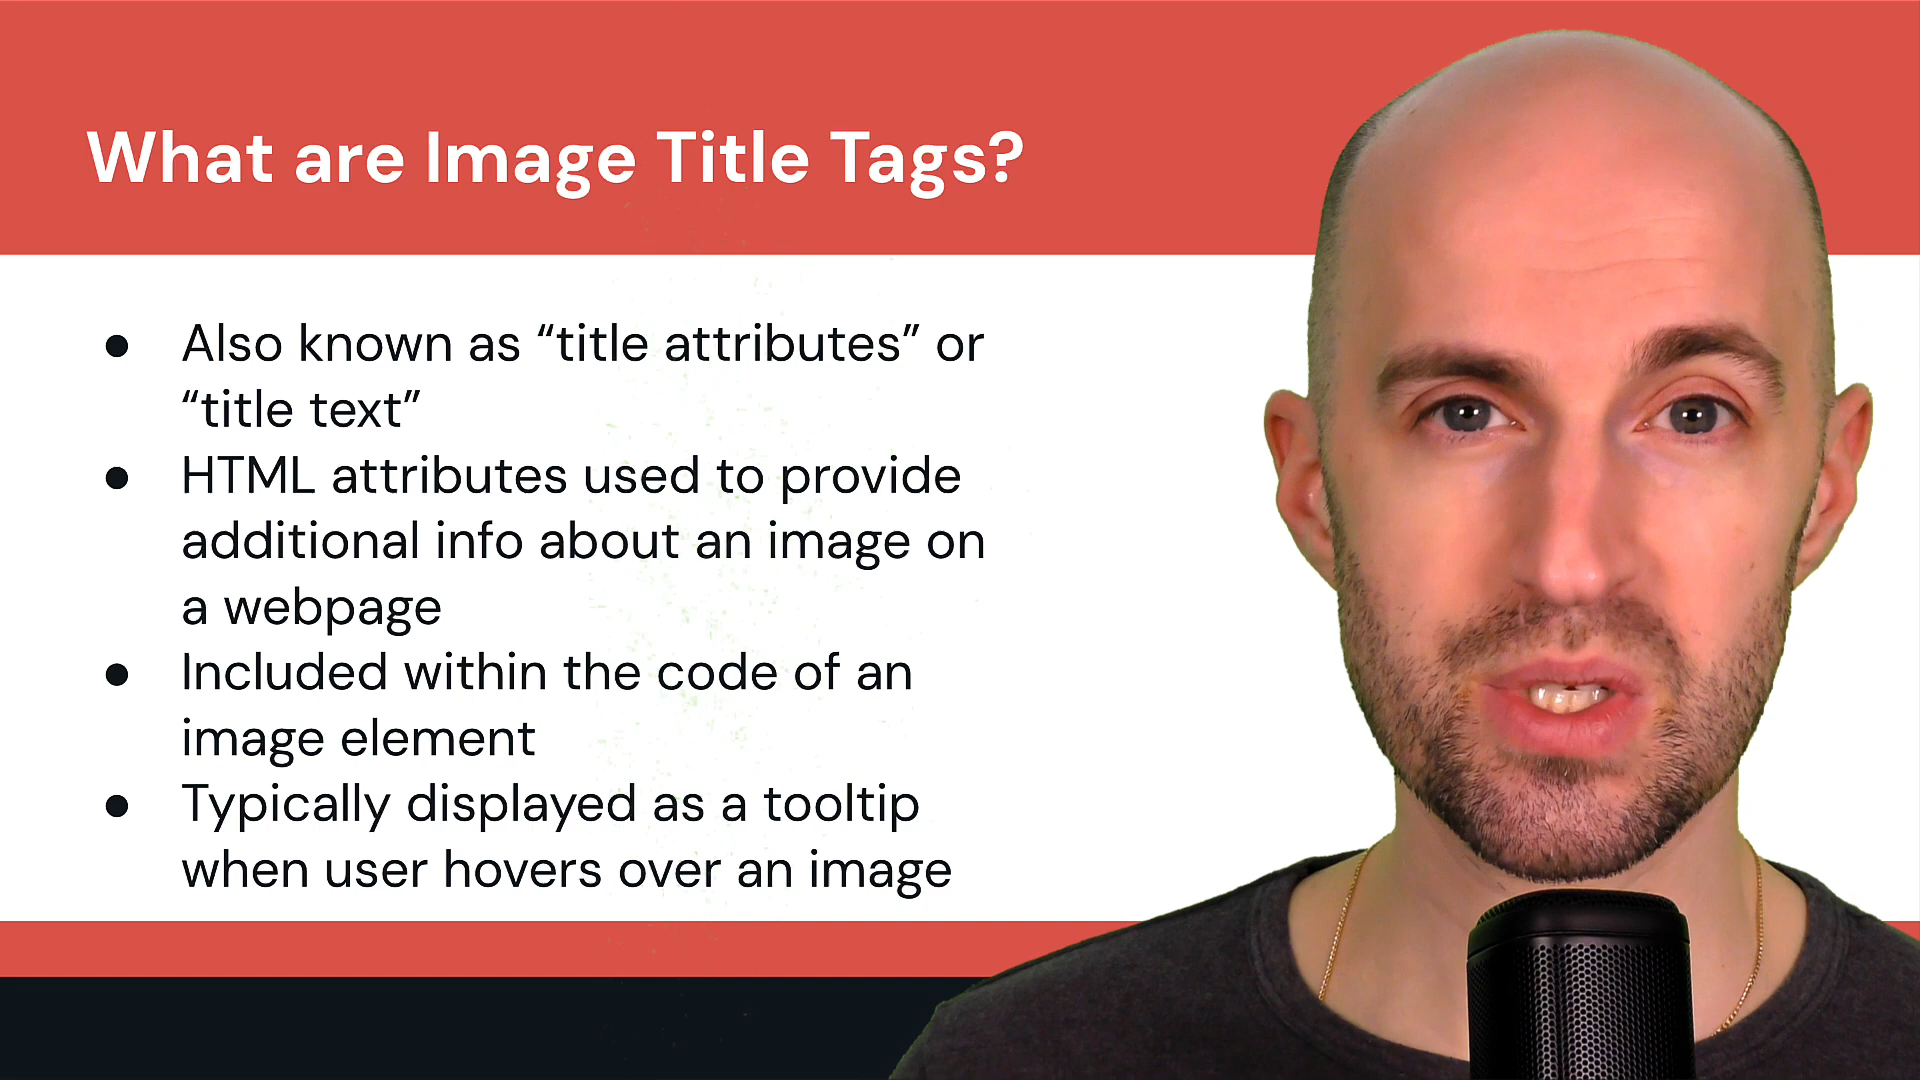 What are Image Title Tags?
● Also known as “title attributes” or
“title text”
● HTML attributes used to provide
additional info about an image on
a webpage
● Included within the code of an
image element
● Typically displayed as a tooltip
when user hovers over an image